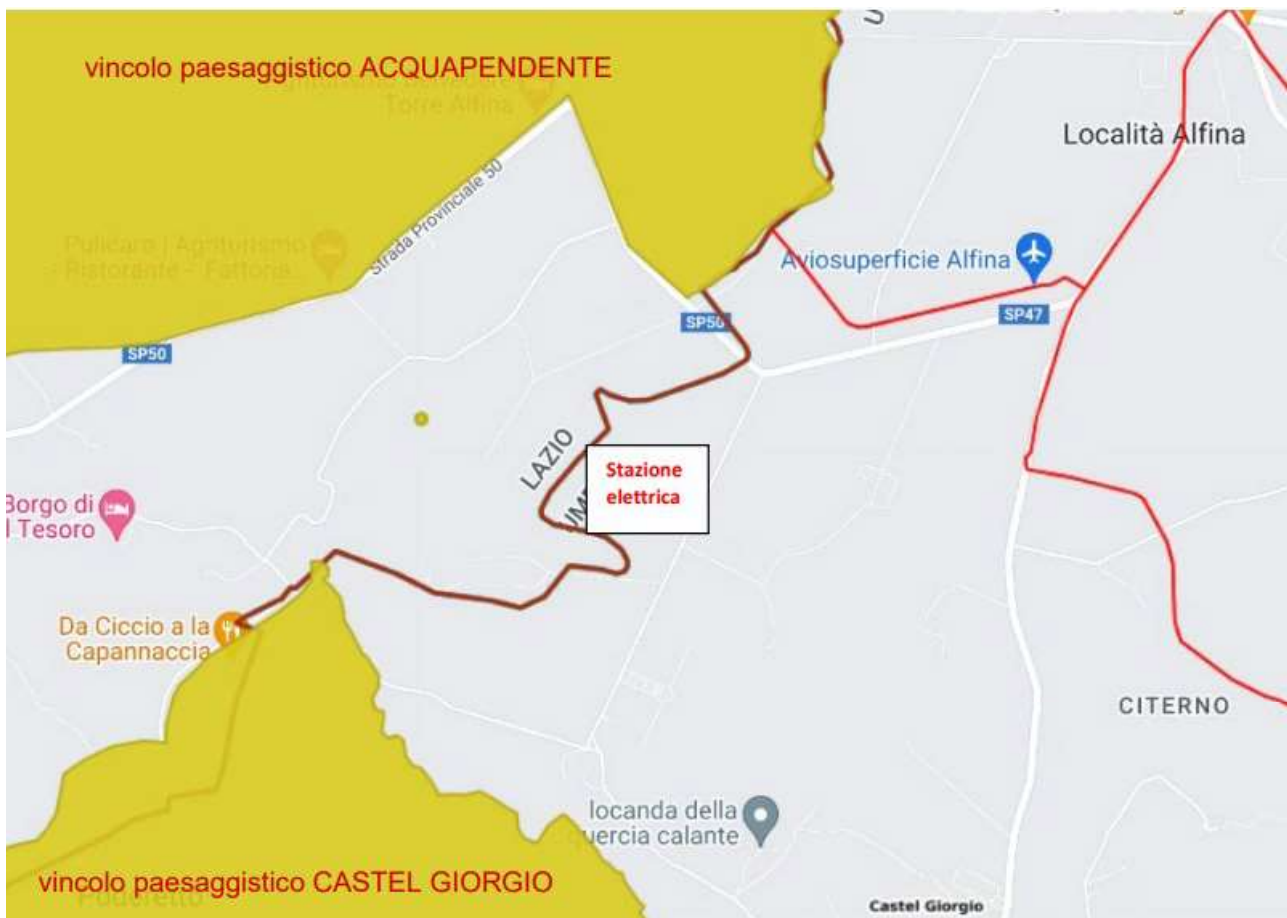 vincolo paesaggistico ACQUAPENDENTE
Torre Alfina
Località Alfina
Strada Provinciale 50
Pulicaro | Agriturismo
- Ristorante - Fattoria
Aviosuperficie Alfina
SP50
SP47
SP50
LAZIO
Stazione
elettrica
Borgo di
l Tesoro
Da Ciccio a la
Capannaccia
CITERNO
locanda della
quercia calante
vincolo paesaggistico CASTEL GIORGIO
Poderetto
Castel Giorgio